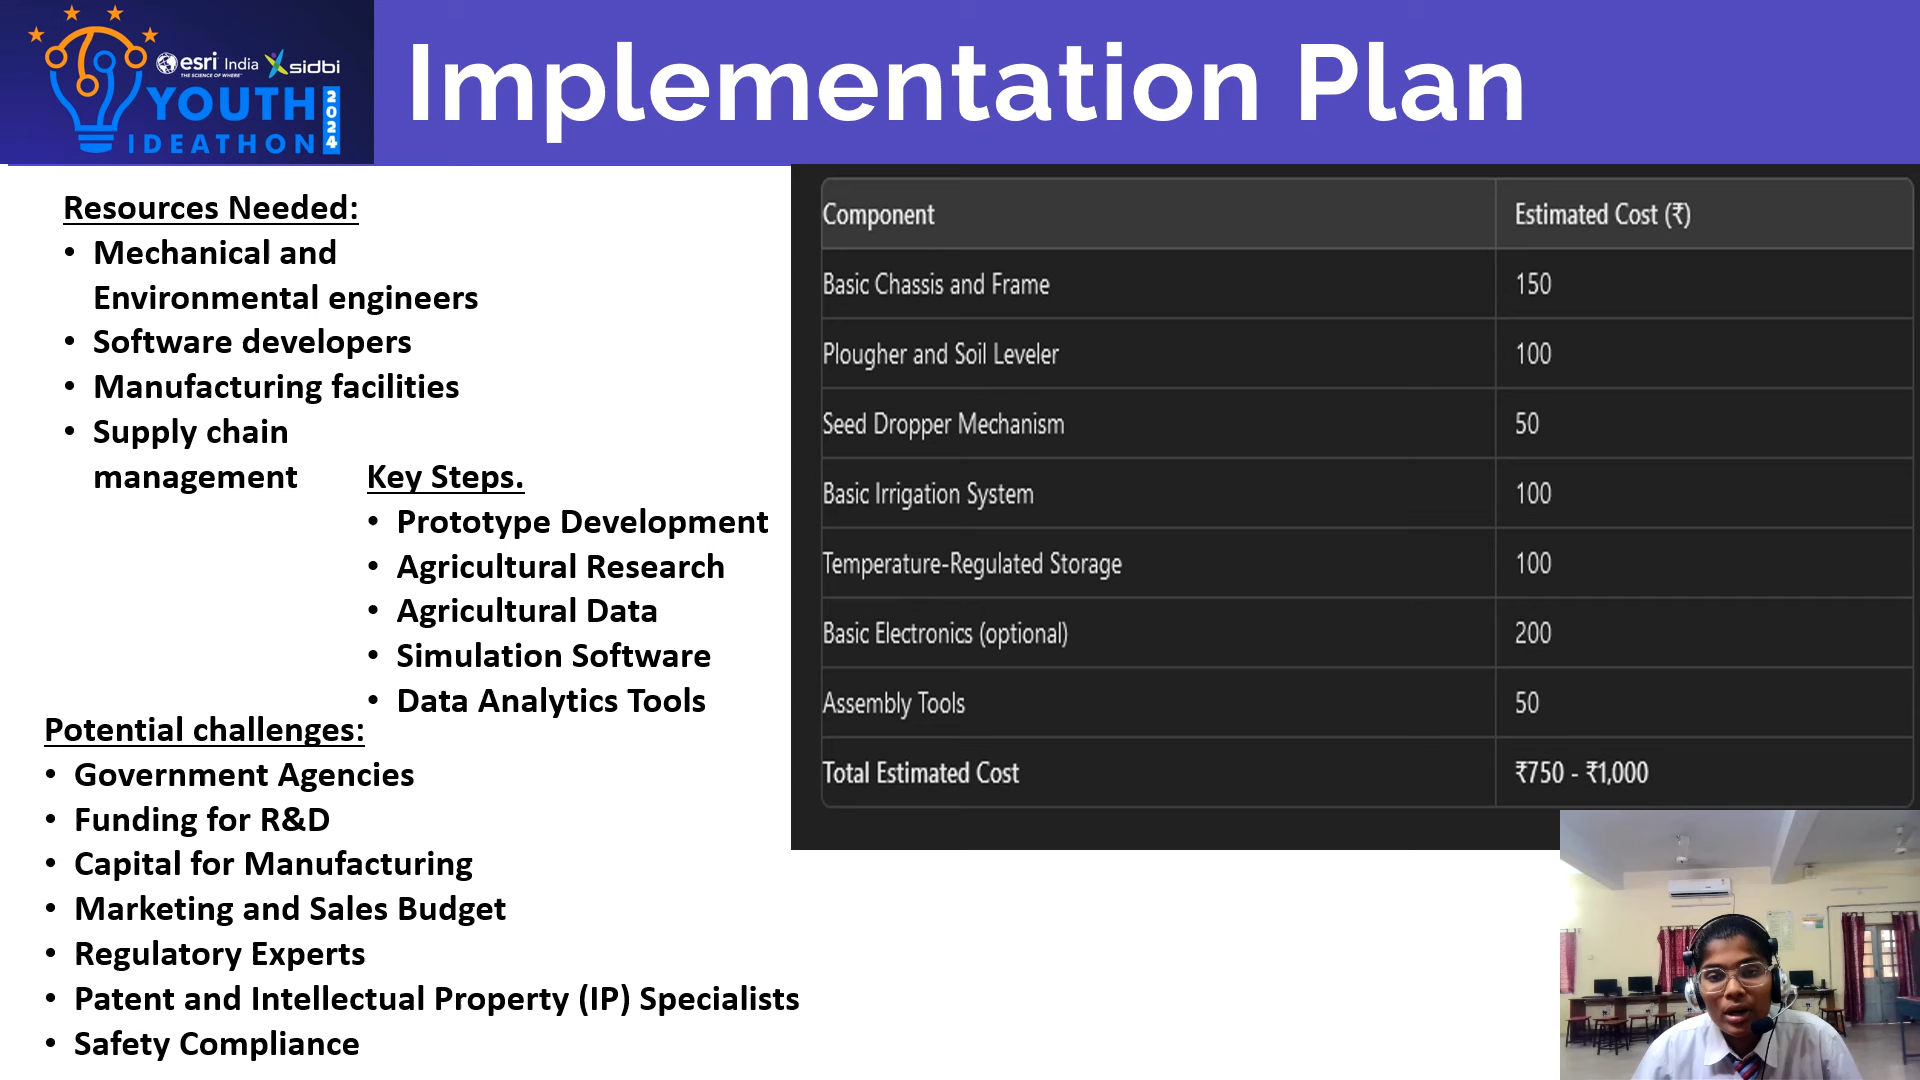 esri India sidbi
THE SCIENCE OF WHERE
YOUTH 2024
IDEATHON
Implementation Plan
Resources Needed:
• Mechanical and
Environmental engineers
• Software developers
• Manufacturing facilities
• Supply chain
management
Key Steps.
• Prototype Development
• Agricultural Research
• Agricultural Data
• Simulation Software
• Data Analytics Tools
Potential challenges:
• Government Agencies
• Funding for R&D
• Capital for Manufacturing
• Marketing and Sales Budget
• Regulatory Experts
• Patent and Intellectual Property (IP) Specialists
• Safety Compliance
Component Estimated Cost (₹)
Basic Chassis and Frame 150
Plougher and Soil Leveler 100
Seed Dropper Mechanism 50
Basic Irrigation System 100
Temperature-Regulated Storage 100
Basic Electronics (optional) 200
Assembly Tools 50
Total Estimated Cost ₹750 - ₹1,000